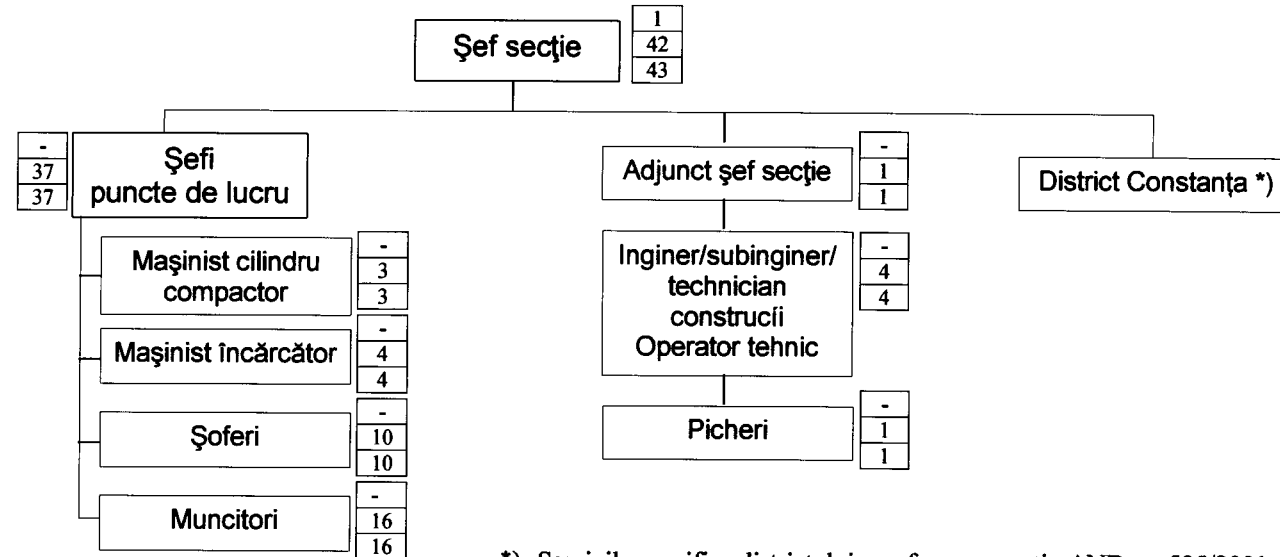 Şef secţie
1
42
43
-
37
37
Şefi
puncte de lucru
Adjunct şef secţie
-
1
1
District Constanţa *)
Maşinist cilindru
compactor
-
3
3
Inginer/subinginer/
technician
construcíi
Operator tehnic
-
4
4
Maşinist încărcător
-
4
4
Şoferi
-
10
10
Picheri
-
1
1
Muncitori
-
16
16